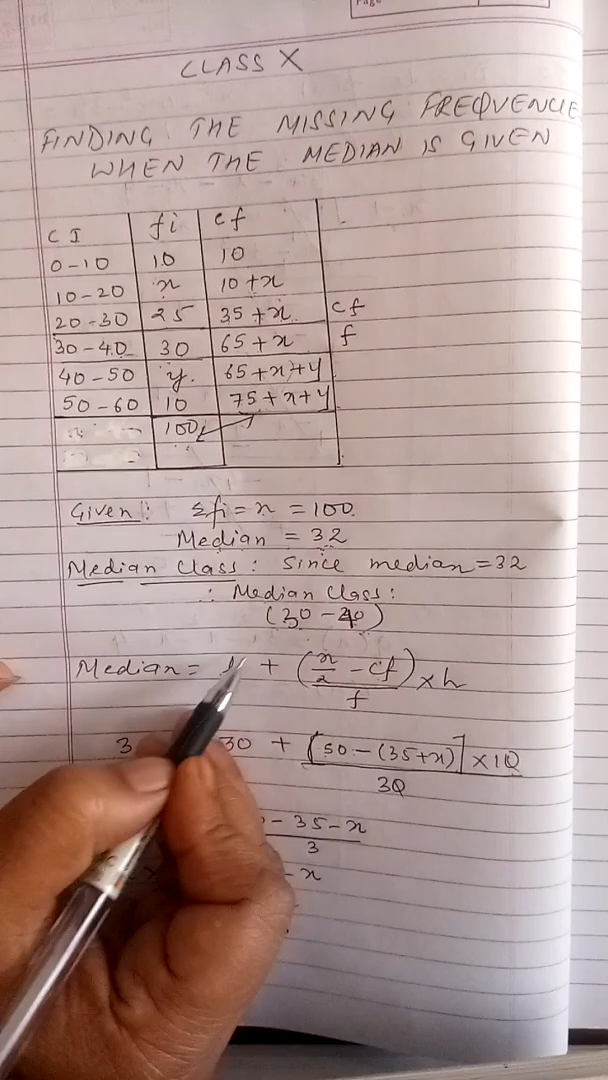 Page
CLASS X
FINDING THE MISSING FREQUENCIE
WHEN THE MEDIAN IS GIVEN
CI fi cf
0-10 10 10
10-20 x 10+x
20-30 25 35+x cf
30-40 30 65+x f
40-50 y. 65+x+y
50-60 10 75+x+y
100
Given: Σfi = n = 100
Median = 32
Median Class: Since median = 32
∴ Median Class:
(30-40)
Median = + (n/2 - cf)/f × h
3 30 + [50-(35+x)]/30 × 10
- 35 - x
3
- x